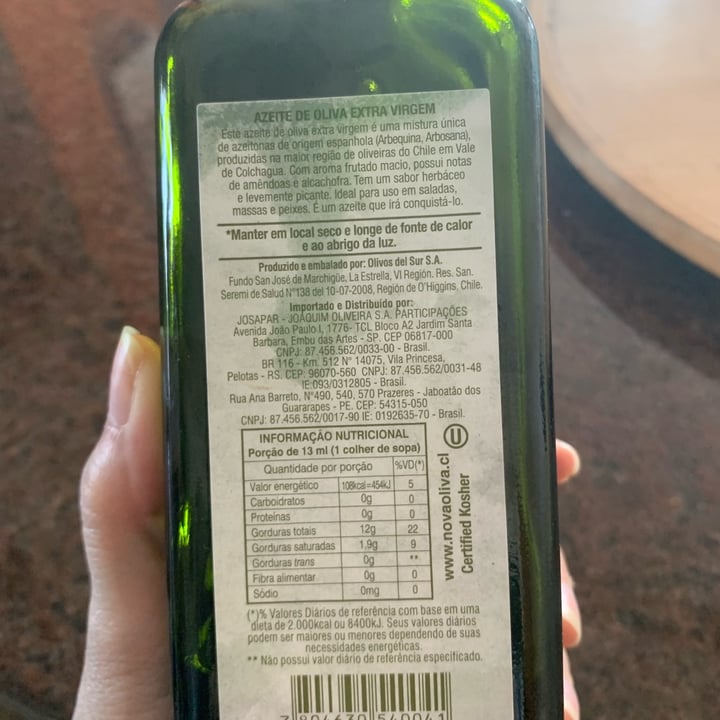 AZEITE DE OLIVA EXTRA VIRGEM
Este azeite de oliva extra virgem é uma mistura única
de azeitonas de origem espanhola (Arbequina, Arbosana),
produzidas na maior região de oliveiras do Chile em Vale
de Colchagua. Com aroma frutado macio, possui notas
de amêndoas e alcachofra. Tem um sabor herbáceo
e levemente picante. Ideal para uso em saladas,
massas e peixes. É um azeite que irá conquistá-lo.
*Manter em local seco e longe de fonte de calor
e ao abrigo da luz.
Produzido e embalado por: Olivos del Sur S.A.
Fundo San José de Marchigüe, La Estrella, VI Región. Res. San.
Seremi de Salud N°138 del 10-07-2008, Región de O'Higgins, Chile.
Importado e Distribuído por:
JOSAPAR - JOAQUIM OLIVEIRA S.A. PARTICIPAÇÕES
Avenida João Paulo I, 1776- TCL Bloco A2 Jardim Santa
Barbara, Embu das Artes - SP. CEP 06817-000
CNPJ: 87.456.562/0033-00 - Brasil.
BR 116 - Km. 512 N° 14075, Vila Princesa,
Pelotas - RS. CEP: 96070-560 CNPJ: 87.456.562/0031-48
IE:093/0312805 - Brasil.
Rua Ana Barreto, N°490, 540, 570 Prazeres - Jaboatão dos
Guararapes - PE. CEP: 54315-050
CNPJ: 87.456.562/0017-90 IE: 0192635-70 - Brasil.
INFORMAÇÃO NUTRICIONAL
Porção de 13 ml (1 colher de sopa)
Quantidade por porção %VD(*)
Valor energético 108kcal=454kJ 5
Carboidratos 0g 0
Proteínas 0g 0
Gorduras totais 12g 22
Gorduras saturadas 1,9g 9
Gorduras trans 0g **
Fibra alimentar 0g 0
Sódio 0mg 0
U
www.novaoliva.cl
Certified Kosher
(*)% Valores Diários de referência com base em uma
dieta de 2.000kcal ou 8400kJ. Seus valores diários
podem ser maiores ou menores dependendo de suas
necessidades energéticas.
** Não possui valor diário de referência especificado.
7 804630 540041